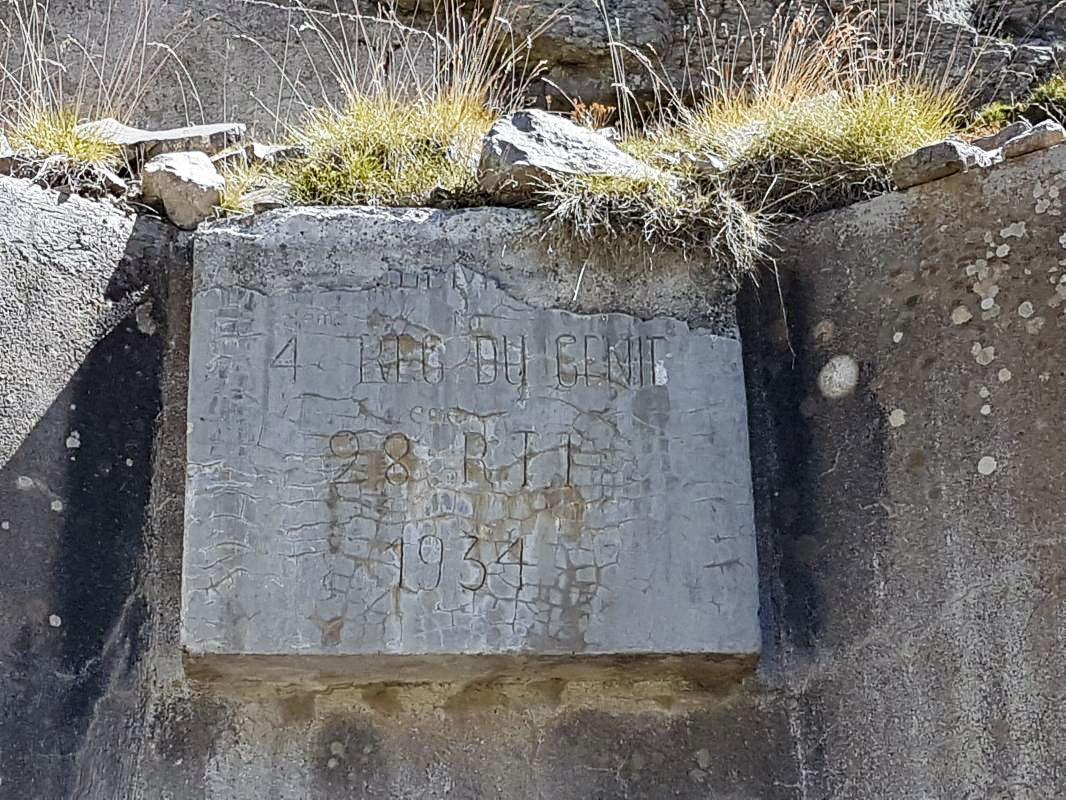 4 REG DU GENIE
28 R T T
1934